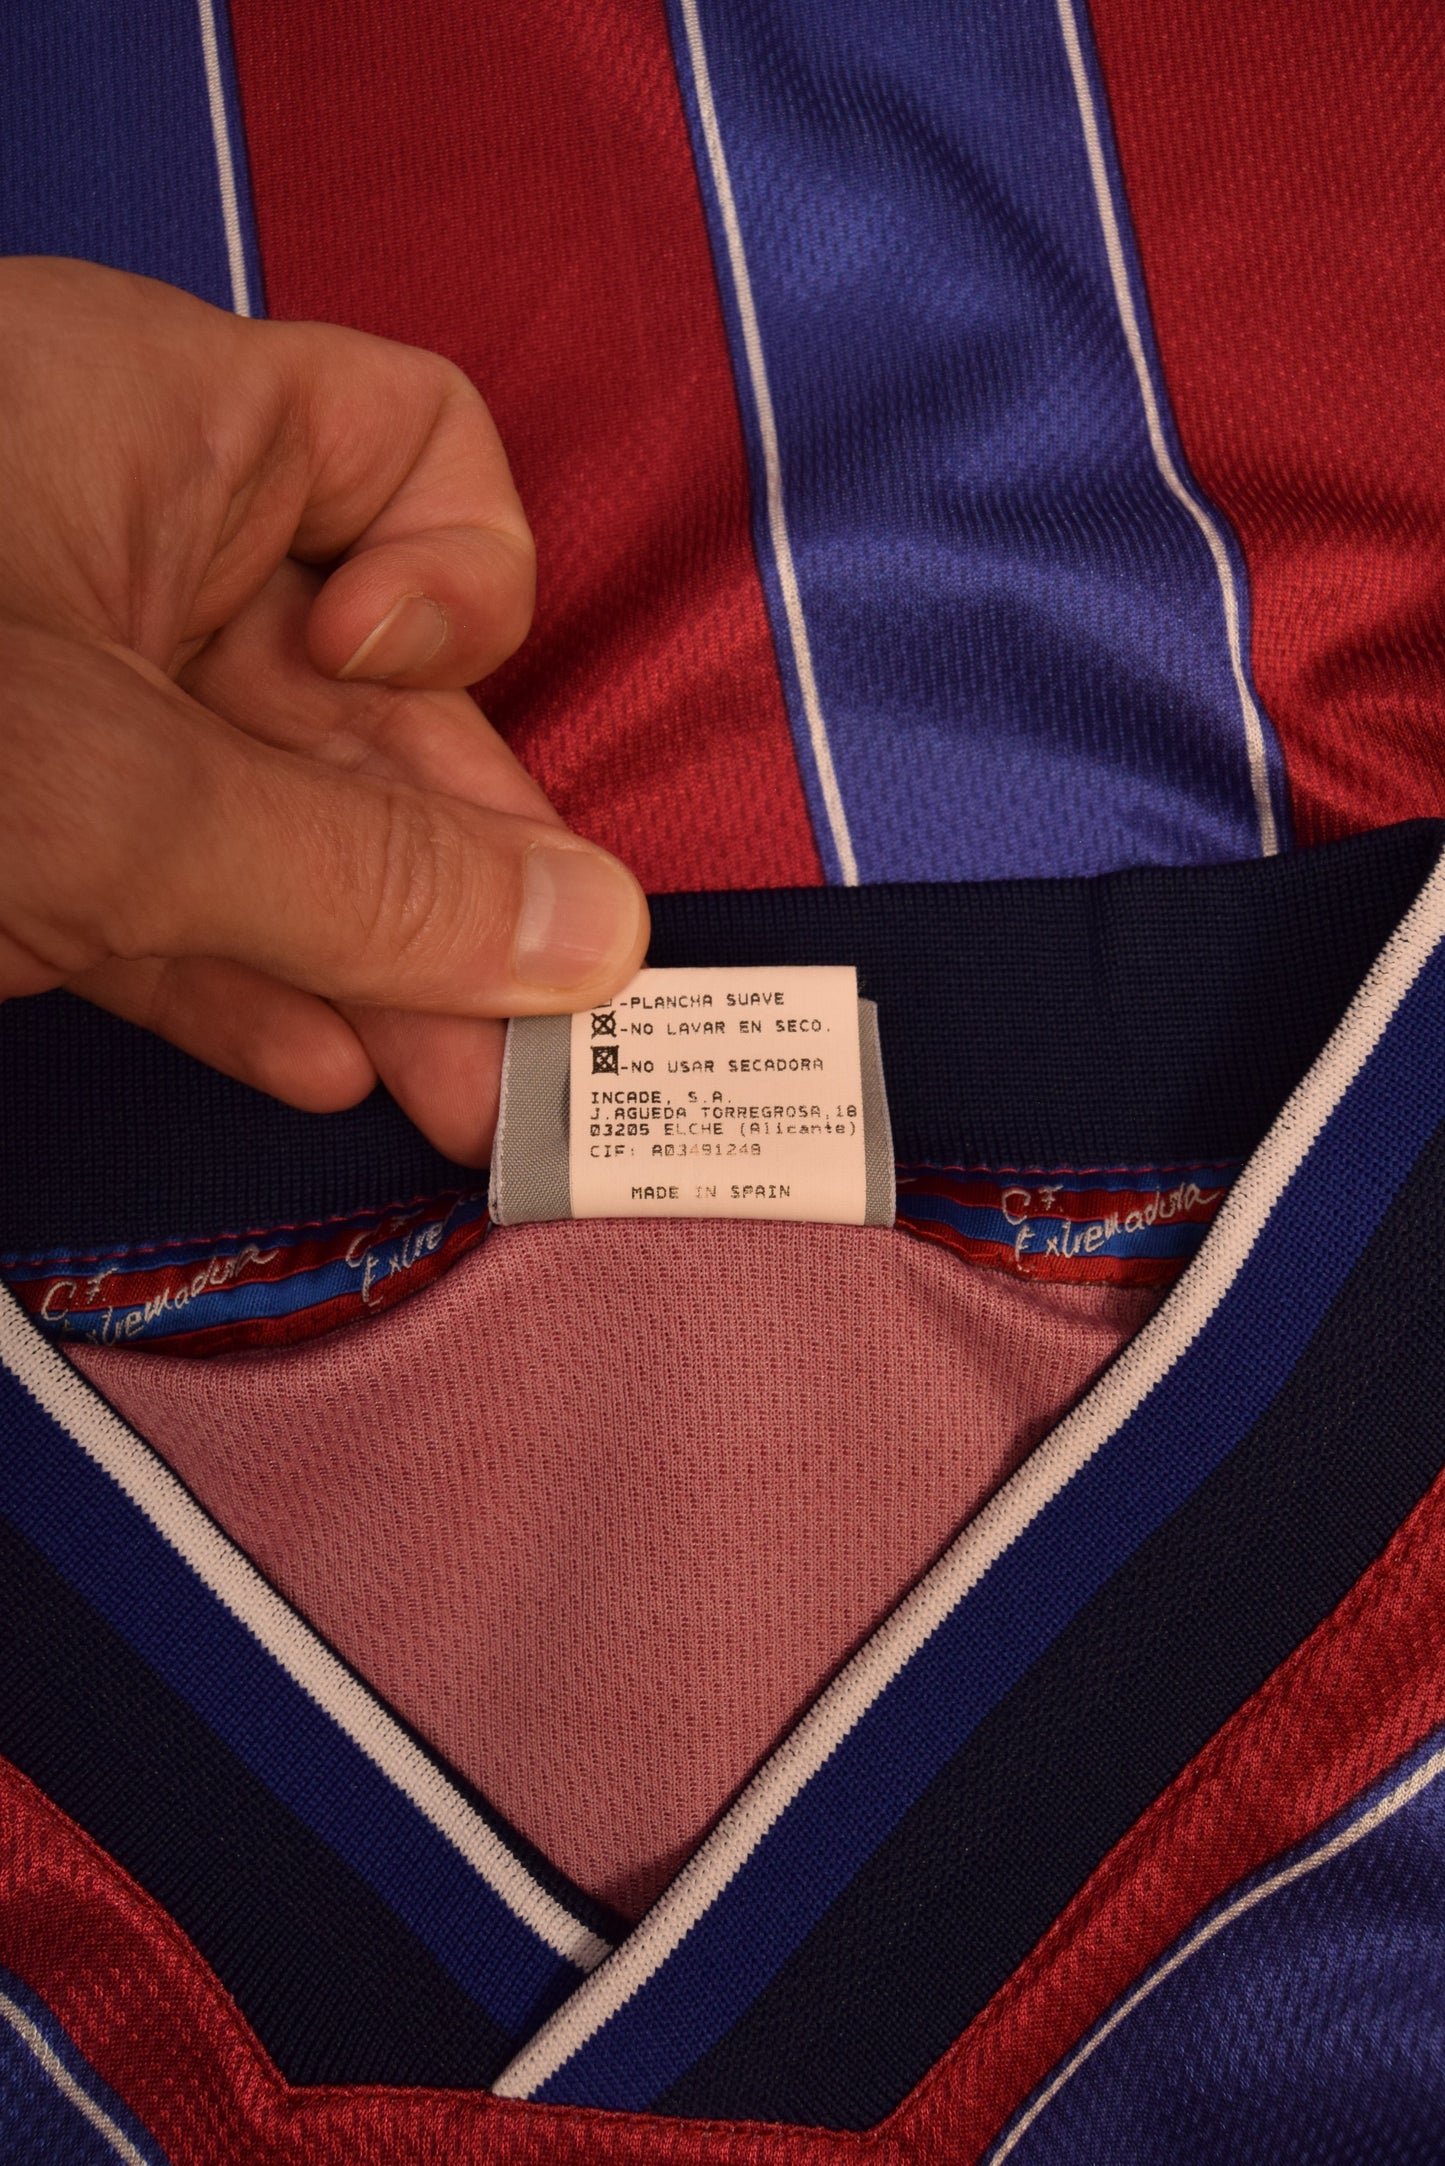 -PLANCHA SUAVE
-NO LAVAR EN SECO.
-NO USAR SECADORA
INCADE, S.A.
J.AGUEDA TORREGROSA,18
03205 ELCHE (Alicante)
CIF: A03491248
MADE IN SPAIN
C.F.
Extremadura
C.F.
Extre
C.F.
Extremadura